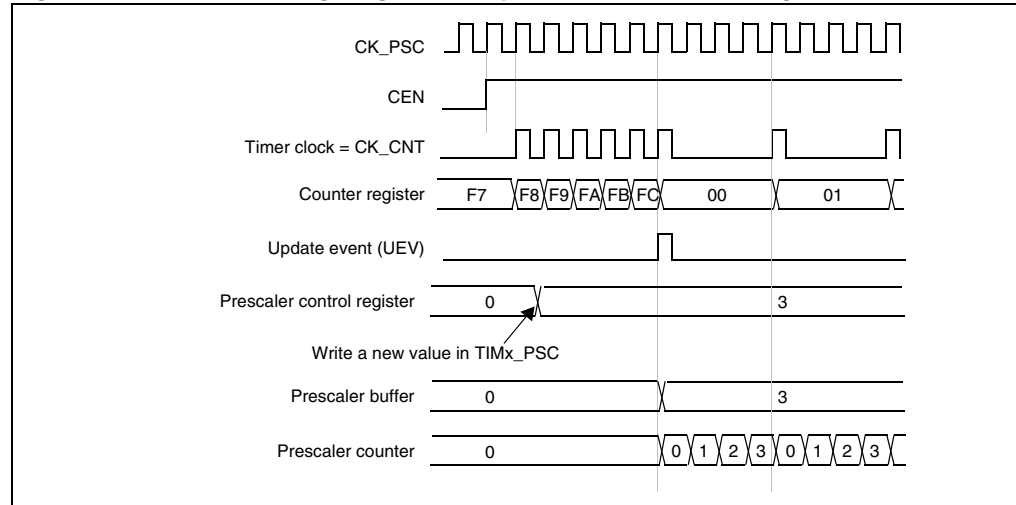 CK_PSC
CEN
Timer clock = CK_CNT
Counter register F7 F8 F9 FA FB FC 00 01
Update event (UEV)
Prescaler control register 0 3
Write a new value in TIMx_PSC
Prescaler buffer 0 3
Prescaler counter 0 0 1 2 3 0 1 2 3